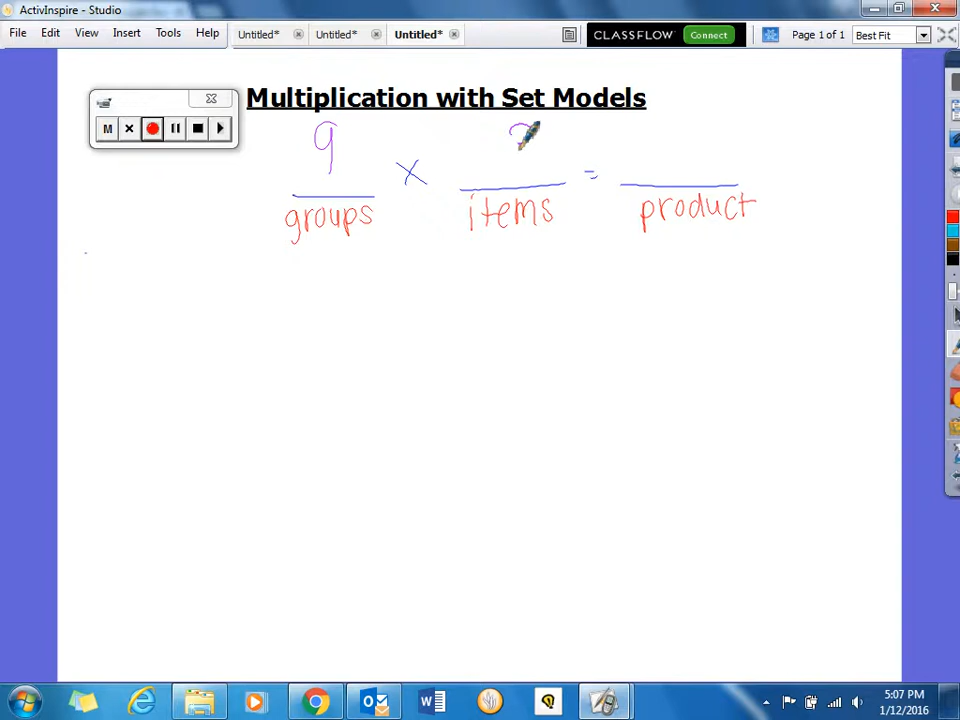 ActivInspire - Studio
File Edit View Insert Tools Help Untitled* Untitled* Untitled* CLASSFLOW Connect Page 1 of 1 Best Fit
M
Multiplication with Set Models
9
× =
groups items product
5:07 PM
1/12/2016